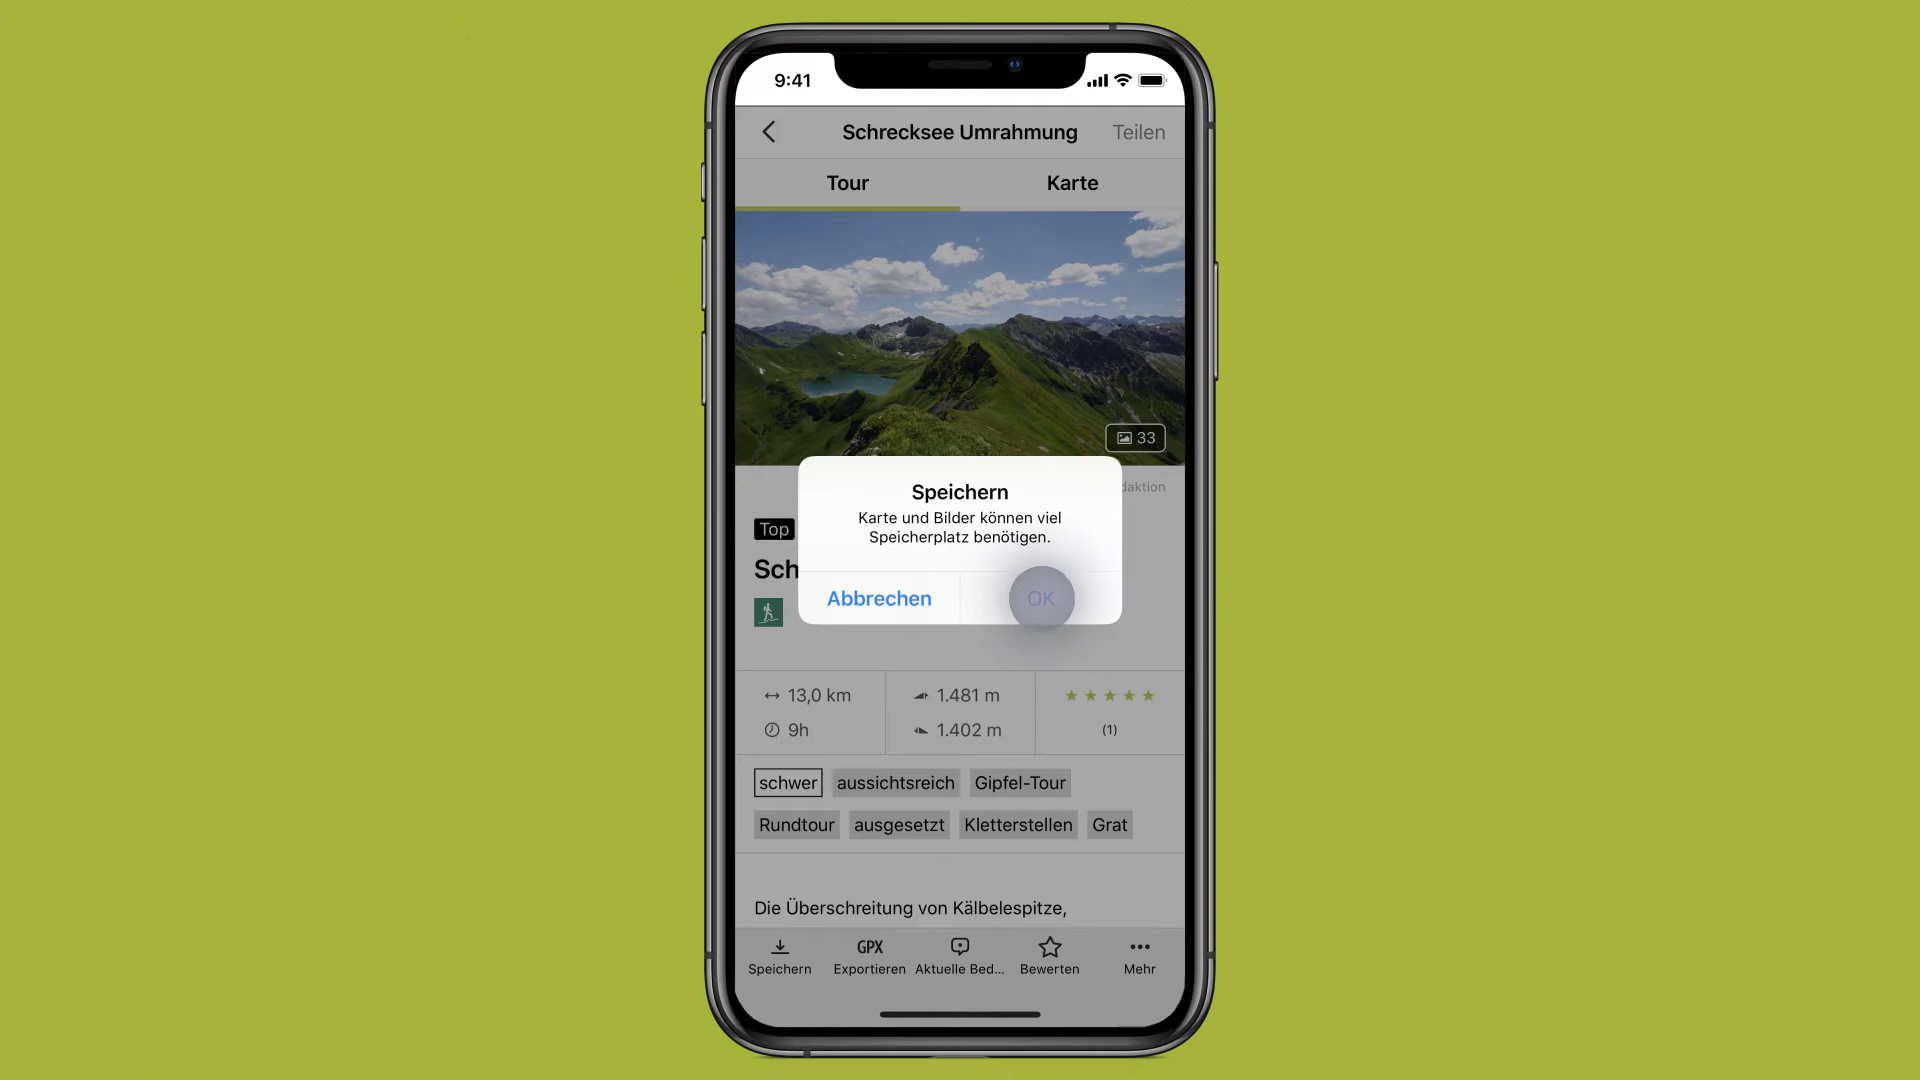 9:41
Schrecksee Umrahmung
Teilen
Tour
Karte
33
daktion
Speichern
Karte und Bilder können viel
Speicherplatz benötigen.
Abbrechen
OK
Top
Sch
13,0 km
1.481 m
9h
1.402 m
(1)
schwer
aussichtsreich
Gipfel-Tour
Rundtour
ausgesetzt
Kletterstellen
Grat
Die Überschreitung von Kälbelespitze,
GPX
Speichern
Exportieren
Aktuelle Bed...
Bewerten
Mehr